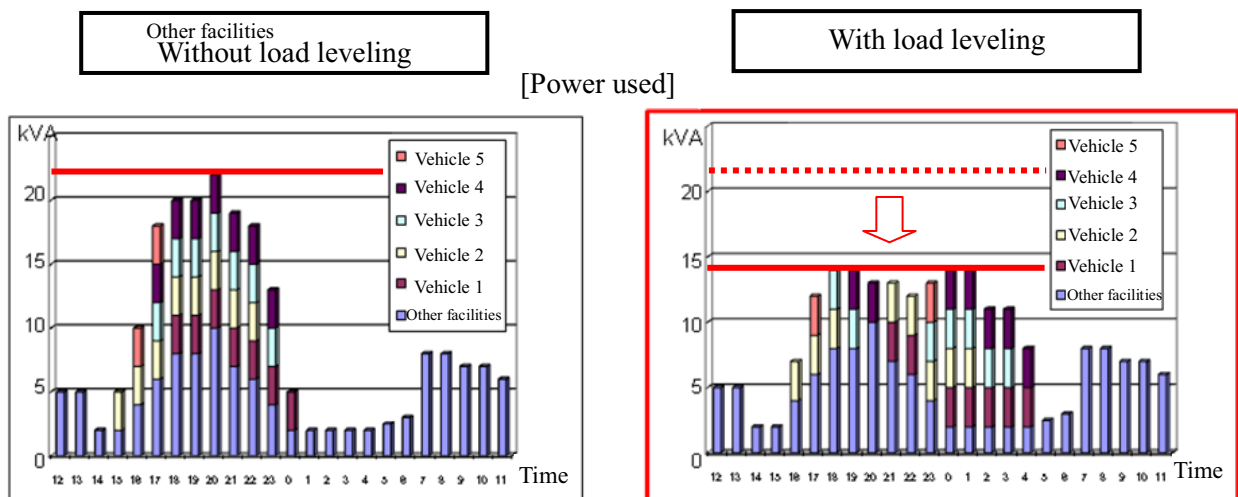 Other facilities
Without load leveling
With load leveling
[Power used]
kVA
20
15
10
5
0
Vehicle 5
Vehicle 4
Vehicle 3
Vehicle 2
Vehicle 1
Other facilities
12 13 14 15 16 17 18 19 20 21 22 23 0 1 2 3 4 5 6 7 8 9 10 11
Time
kVA
20
15
10
5
0
Vehicle 5
Vehicle 4
Vehicle 3
Vehicle 2
Vehicle 1
Other facilities
12 13 14 15 16 17 18 19 20 21 22 23 0 1 2 3 4 5 6 7 8 9 10 11
Time